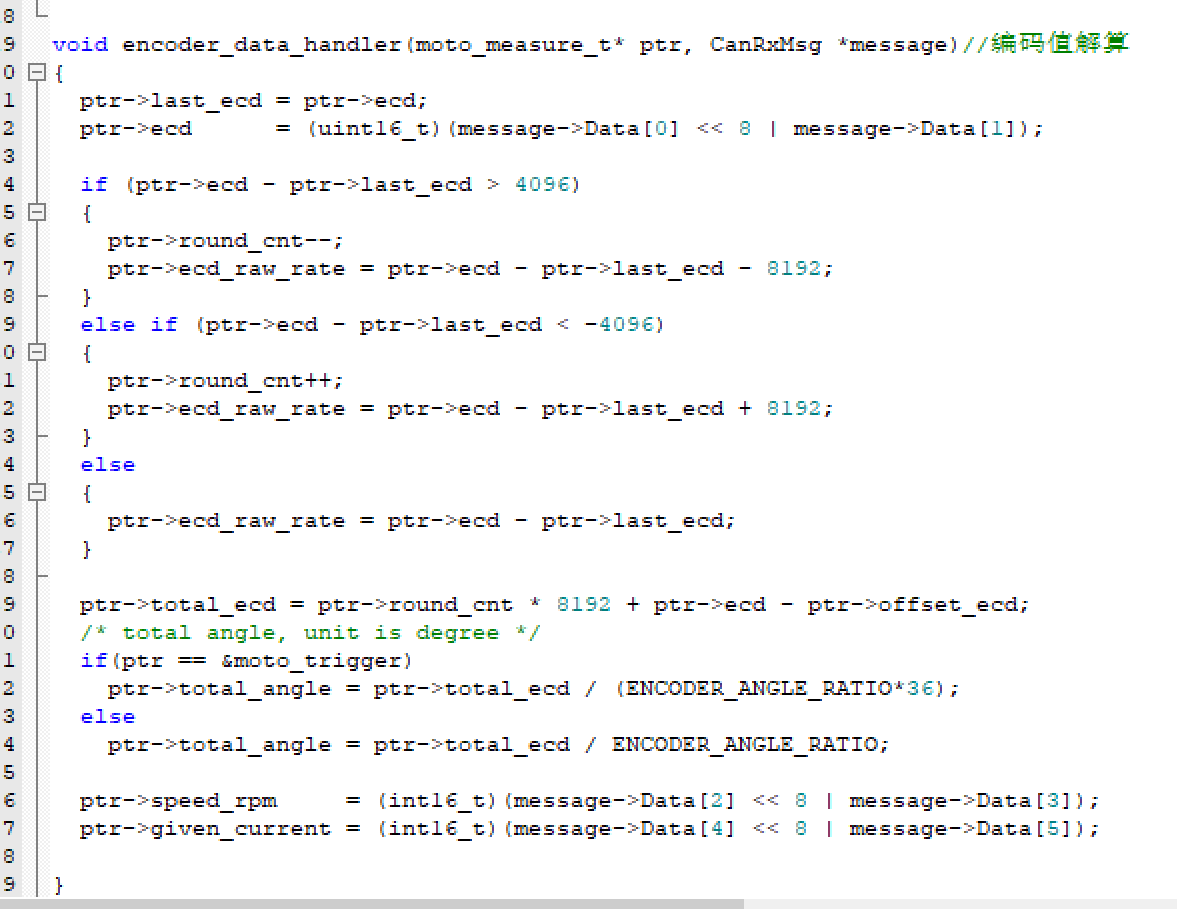 8
9 void encoder_data_handler(moto_measure_t* ptr, CanRxMsg *message)//编码值解算
0 {
1   ptr->last_ecd = ptr->ecd;
2   ptr->ecd      = (uint16_t)(message->Data[0] << 8 | message->Data[1]);
3
4   if (ptr->ecd - ptr->last_ecd > 4096)
5   {
6     ptr->round_cnt--;
7     ptr->ecd_raw_rate = ptr->ecd - ptr->last_ecd - 8192;
8   }
9   else if (ptr->ecd - ptr->last_ecd < -4096)
0   {
1     ptr->round_cnt++;
2     ptr->ecd_raw_rate = ptr->ecd - ptr->last_ecd + 8192;
3   }
4   else
5   {
6     ptr->ecd_raw_rate = ptr->ecd - ptr->last_ecd;
7   }
8
9   ptr->total_ecd = ptr->round_cnt * 8192 + ptr->ecd - ptr->offset_ecd;
0   /* total angle, unit is degree */
1   if(ptr == &moto_trigger)
2     ptr->total_angle = ptr->total_ecd / (ENCODER_ANGLE_RATIO*36);
3   else
4     ptr->total_angle = ptr->total_ecd / ENCODER_ANGLE_RATIO;
5
6   ptr->speed_rpm     = (int16_t)(message->Data[2] << 8 | message->Data[3]);
7   ptr->given_current = (int16_t)(message->Data[4] << 8 | message->Data[5]);
8
9 }